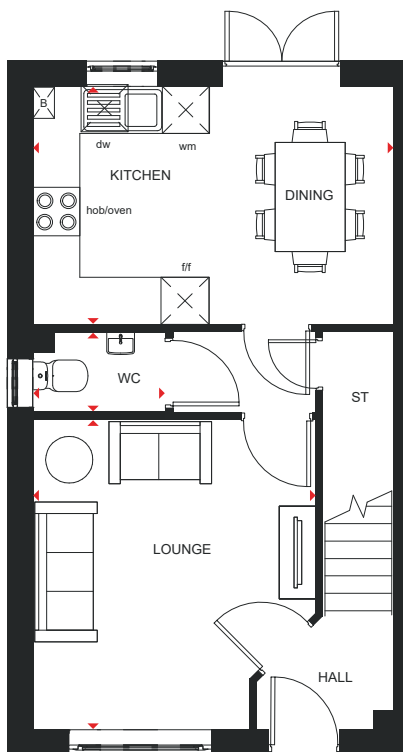 B
dw
wm
KITCHEN
DINING
hob/oven
f/f
WC
ST
LOUNGE
HALL